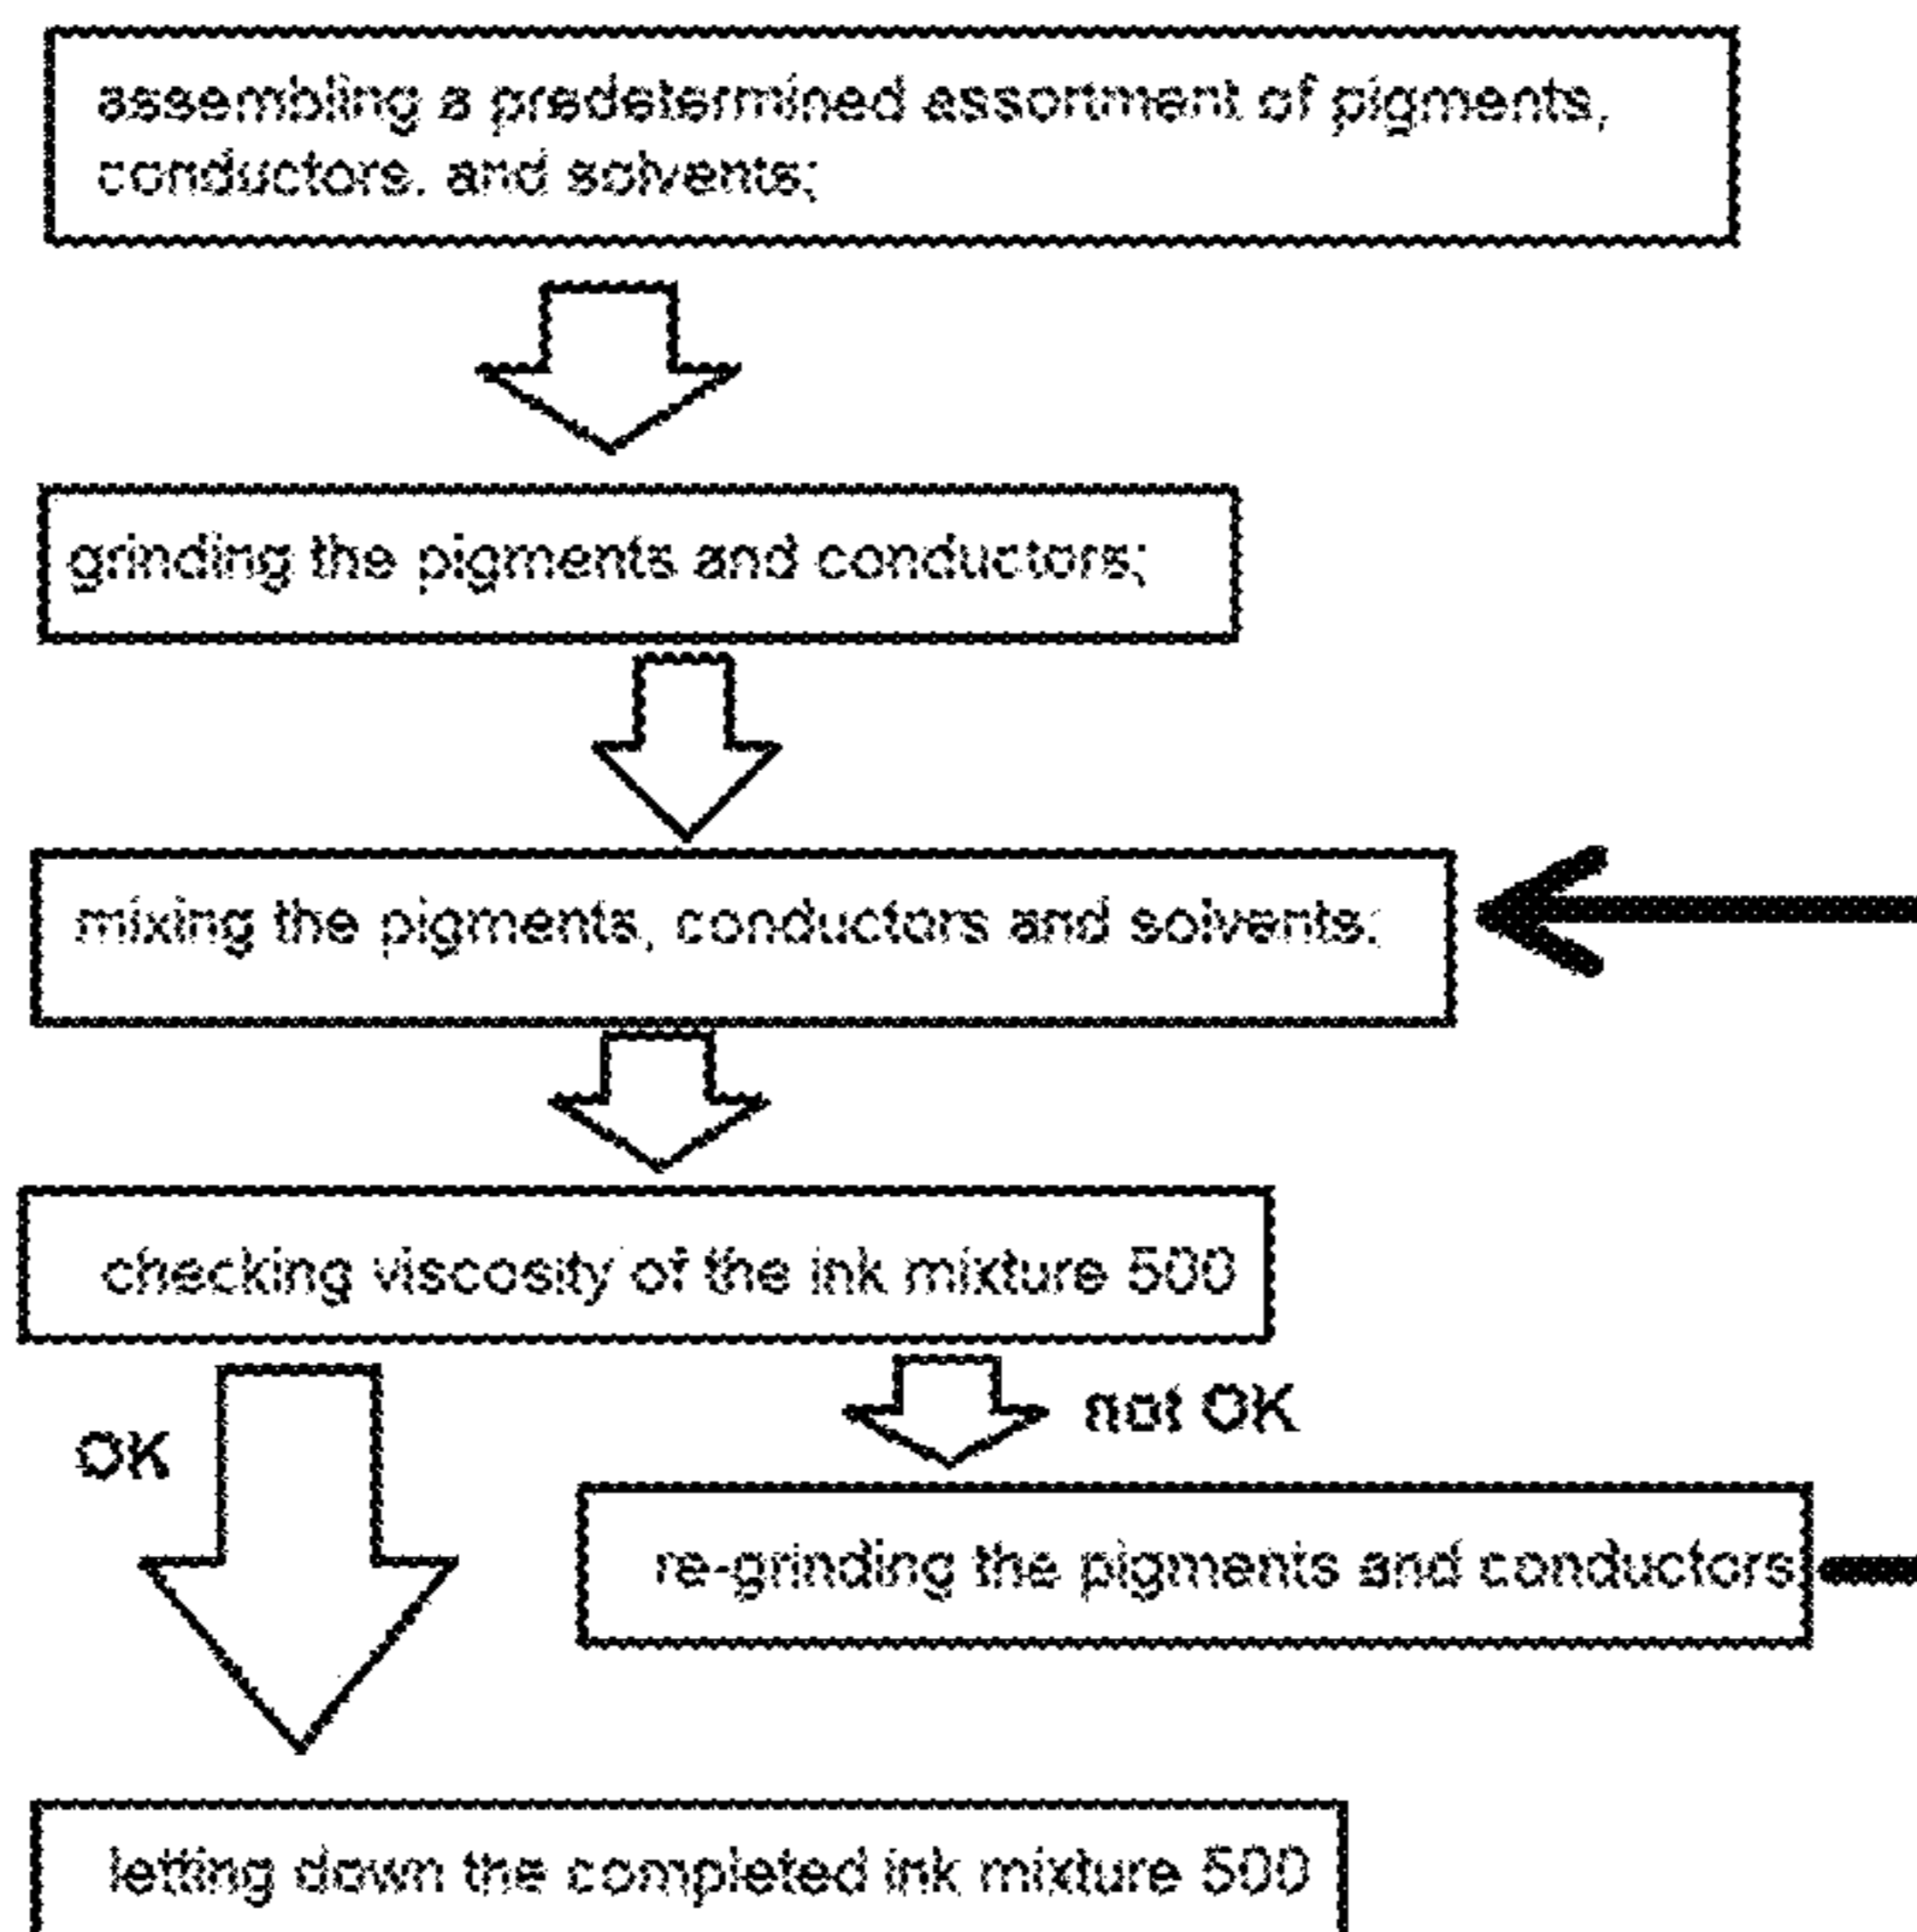 assembling a predetermined assortment of pigments,
conductors, and solvents;
grinding the pigments and conductors;
mixing the pigments, conductors and solvents;
checking viscosity of the ink mixture 500
OK
not OK
re-grinding the pigments and conductors
letting down the completed ink mixture 500